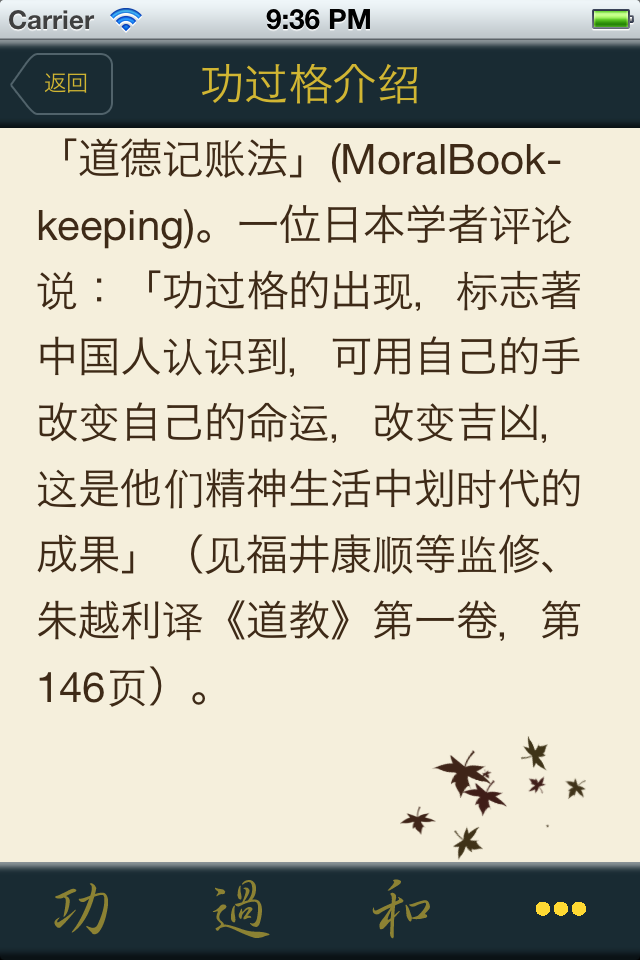 Carrier 9:36 PM
返回 功过格介绍
「道德记账法」(MoralBook-
keeping)。一位日本学者评论
说：「功过格的出现，标志著
中国人认识到，可用自己的手
改变自己的命运，改变吉凶，
这是他们精神生活中划时代的
成果」（见福井康顺等监修、
朱越利译《道教》第一卷，第
146页）。
功 過 和